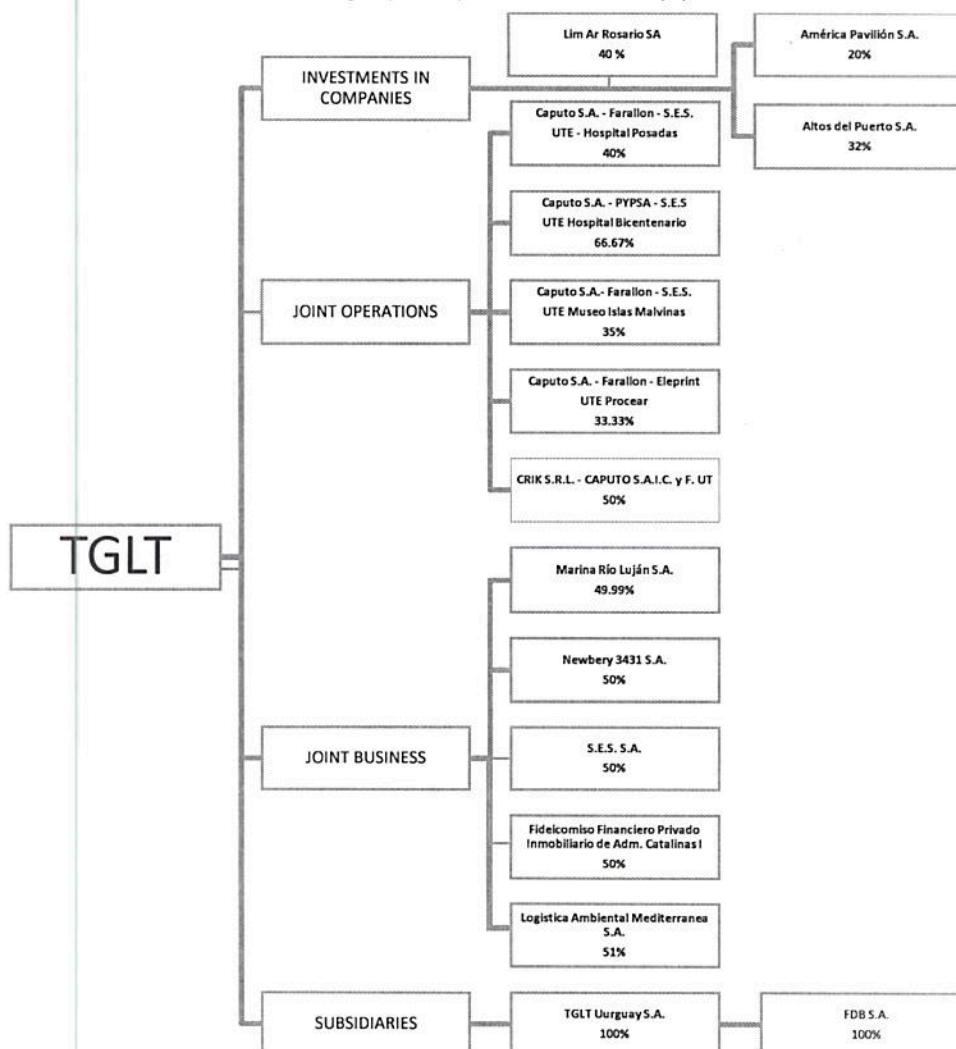 Lim Ar Rosario SA
40 %
América Pavilión S.A.
20%
INVESTMENTS IN
COMPANIES
Altos del Puerto S.A.
32%
Caputo S.A. - Farallon - S.E.S.
UTE - Hospital Posadas
40%
Caputo S.A. - PYPSA - S.E.S
UTE Hospital Bicentenario
66.67%
JOINT OPERATIONS
Caputo S.A.- Farallon - S.E.S.
UTE Museo Islas Malvinas
35%
Caputo S.A. - Farallon - Eleprint
UTE Procear
33.33%
CRIK S.R.L. - CAPUTO S.A.I.C. y F. UT
50%
TGLT
Marina Río Luján S.A.
49.99%
Newbery 3431 S.A.
50%
JOINT BUSINESS
S.E.S. S.A.
50%
Fideicomiso Financiero Privado
Inmobiliario de Adm. Catalinas I
50%
Logistica Ambiental Mediterranea
S.A.
51%
SUBSIDIARIES
TGLT Uurguay S.A.
100%
FDB S.A.
100%